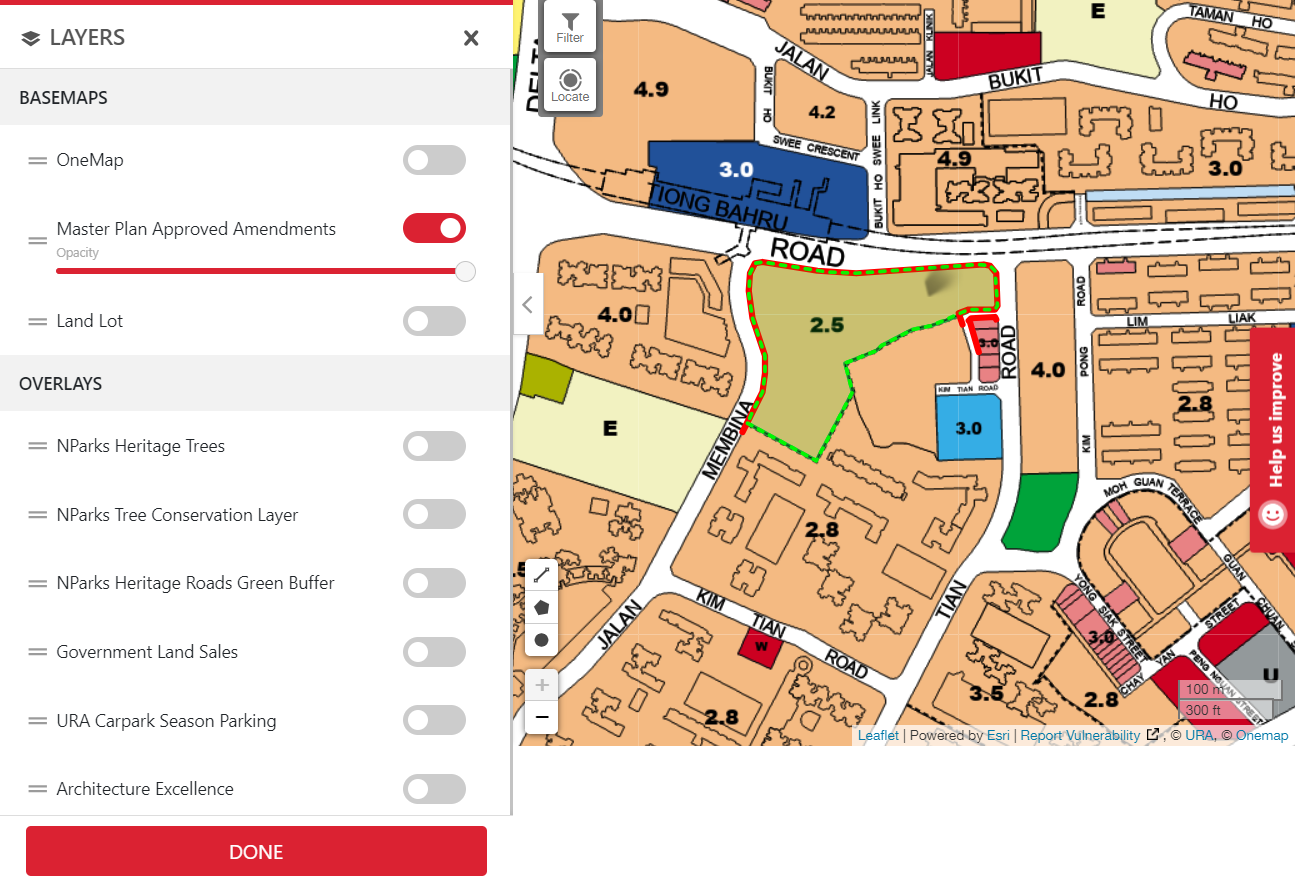 LAYERS
BASEMAPS
OneMap
Master Plan Approved Amendments
Opacity
Land Lot
OVERLAYS
NParks Heritage Trees
NParks Tree Conservation Layer
NParks Heritage Roads Green Buffer
Government Land Sales
URA Carpark Season Parking
Architecture Excellence
DONE
Filter
Locate
E
TAMAN HO
JALAN KLINIK
JALAN
BUKIT
HO
4.9
BUKIT HO
SWEE CRESCENT
4.2
BUKIT HO SWEE LINK
4.9
3.0
3.0
TIONG BAHRU
ROAD
4.0
2.5
3.0
ROAD
ROAD
LIM LIAK
4.0
KIM PONG
2.8
KIM TIAN ROAD
3.0
E
MEMBINA
JALAN
2.8
MOH GUAN TERRACE
GUAN
CHUAN
STREET
YONG SIAK STREET
3.0
CHAY YAN
U
KIM TIAN ROAD
TIAN
W
2.8
3.5
2.8
Help us improve
+
−
100 m
300 ft
Leaflet | Powered by Esri | Report Vulnerability , © URA, © Onemap